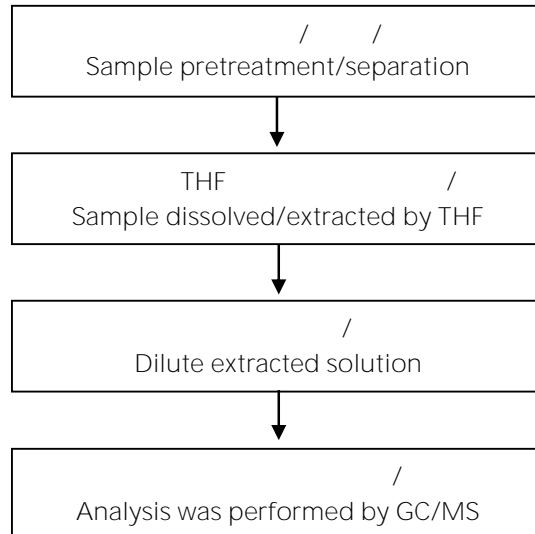 / /
Sample pretreatment/separation
THF /
Sample dissolved/extracted by THF
/
Dilute extracted solution
/
Analysis was performed by GC/MS